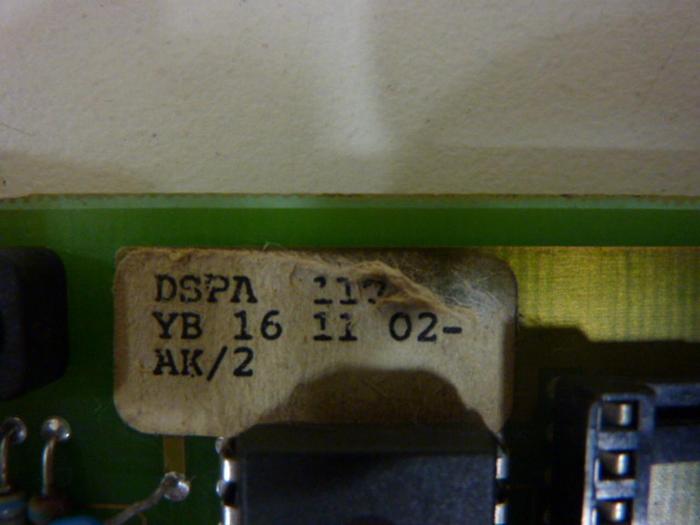 DSPA
YB 16 11 02-
AK/2